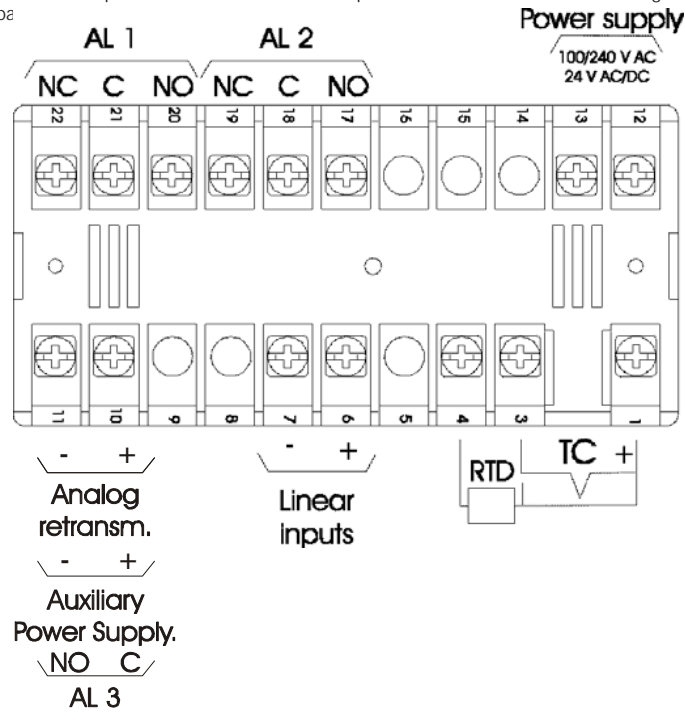 Power supply
100/240 V AC
24 V AC/DC
AL 1 AL 2
NC C NO NC C NO
22 21 20 19 18 17 16 15 14 13 12
11 10 9 8 7 6 5 4 3 1
- + - + RTD TC +
Analog
retransm.
Linear
inputs
- +
Auxiliary
Power Supply.
NO C
AL 3